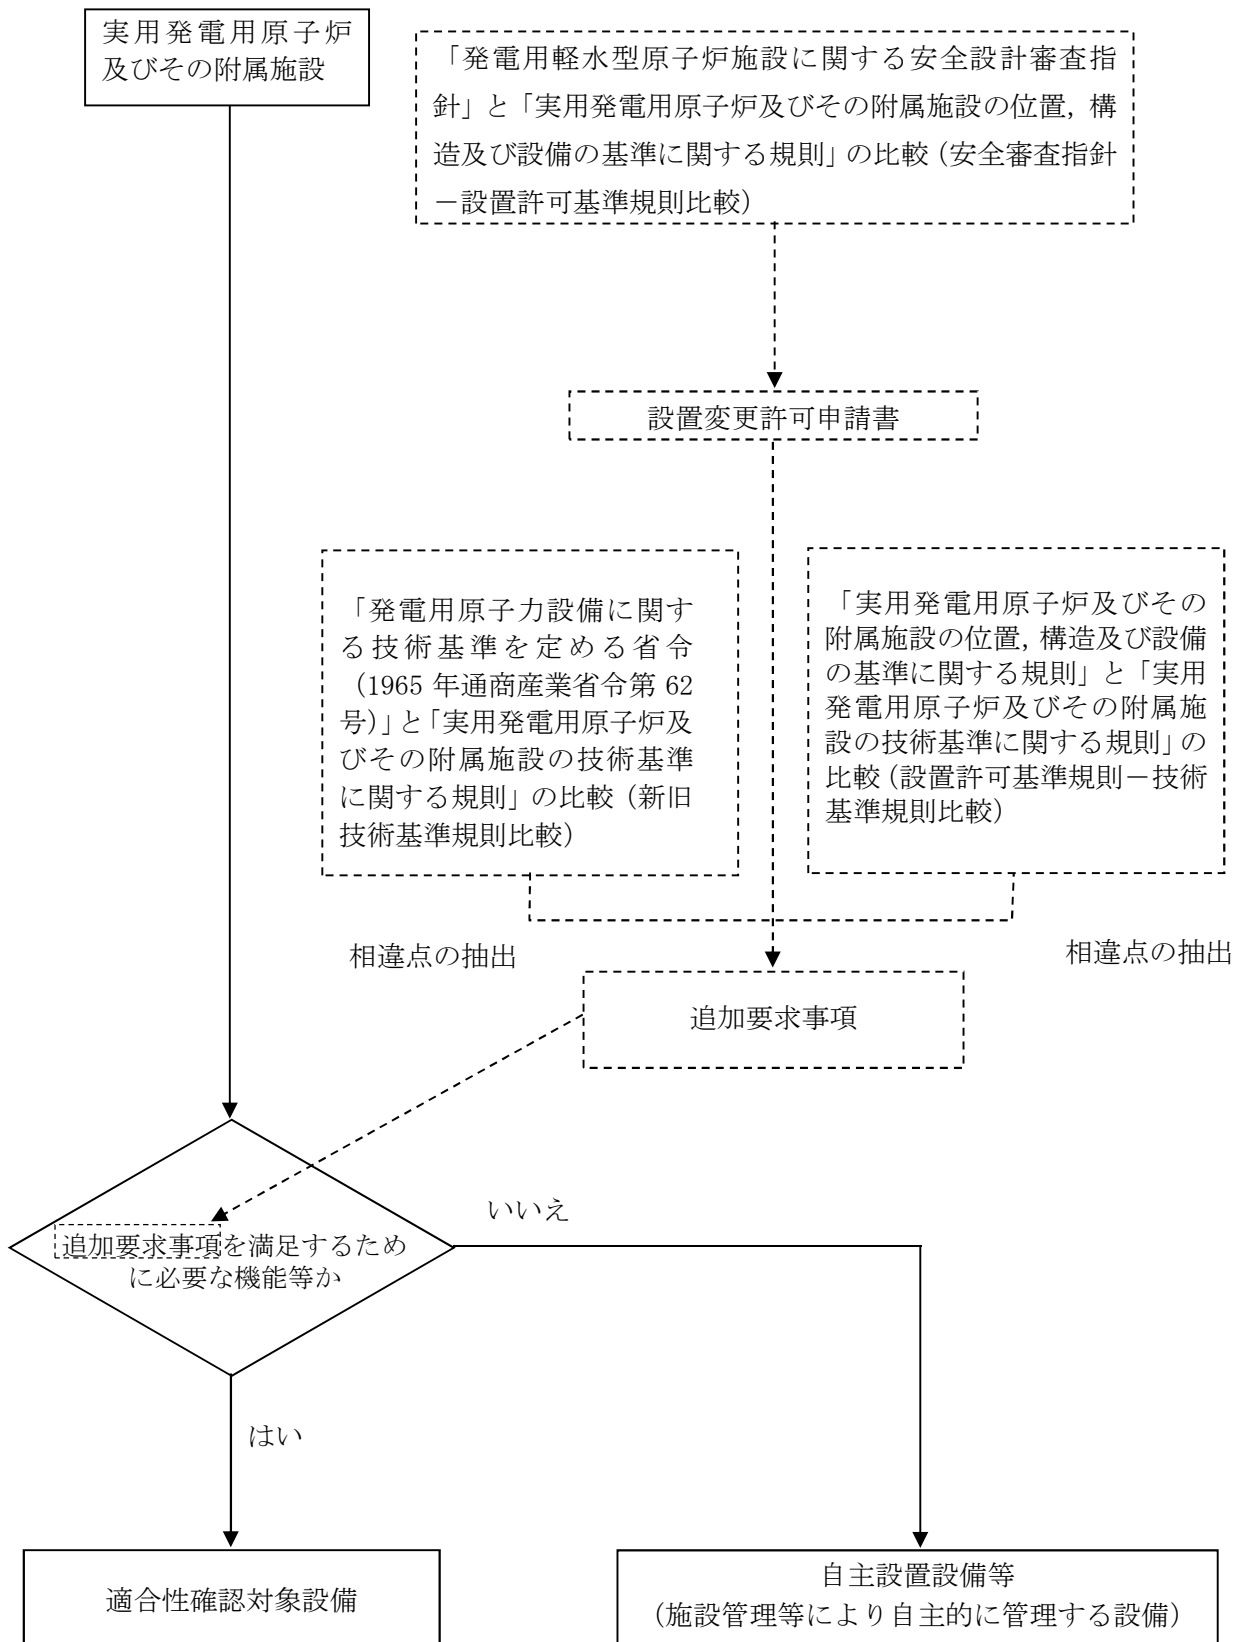 実用発電用原子炉
及びその附属施設
「発電用軽水型原子炉施設に関する安全設計審査指
針」と「実用発電用原子炉及びその附属施設の位置,構
造及び設備の基準に関する規則」の比較(安全審査指針
－設置許可基準規則比較)
設置変更許可申請書
「発電用原子力設備に関す
る技術基準を定める省令
(1965 年通商産業省令第 62
号)」と「実用発電用原子炉及
びその附属施設の技術基準
に関する規則」の比較(新旧
技術基準規則比較)
「実用発電用原子炉及びその
附属施設の位置,構造及び設備
の基準に関する規則」と「実用
発電用原子炉及びその附属施
設の技術基準に関する規則」の
比較(設置許可基準規則－技術
基準規則比較)
相違点の抽出
相違点の抽出
追加要求事項
追加要求事項を満足するため
に必要な機能等か
いいえ
はい
適合性確認対象設備
自主設置設備等
(施設管理等により自主的に管理する設備)